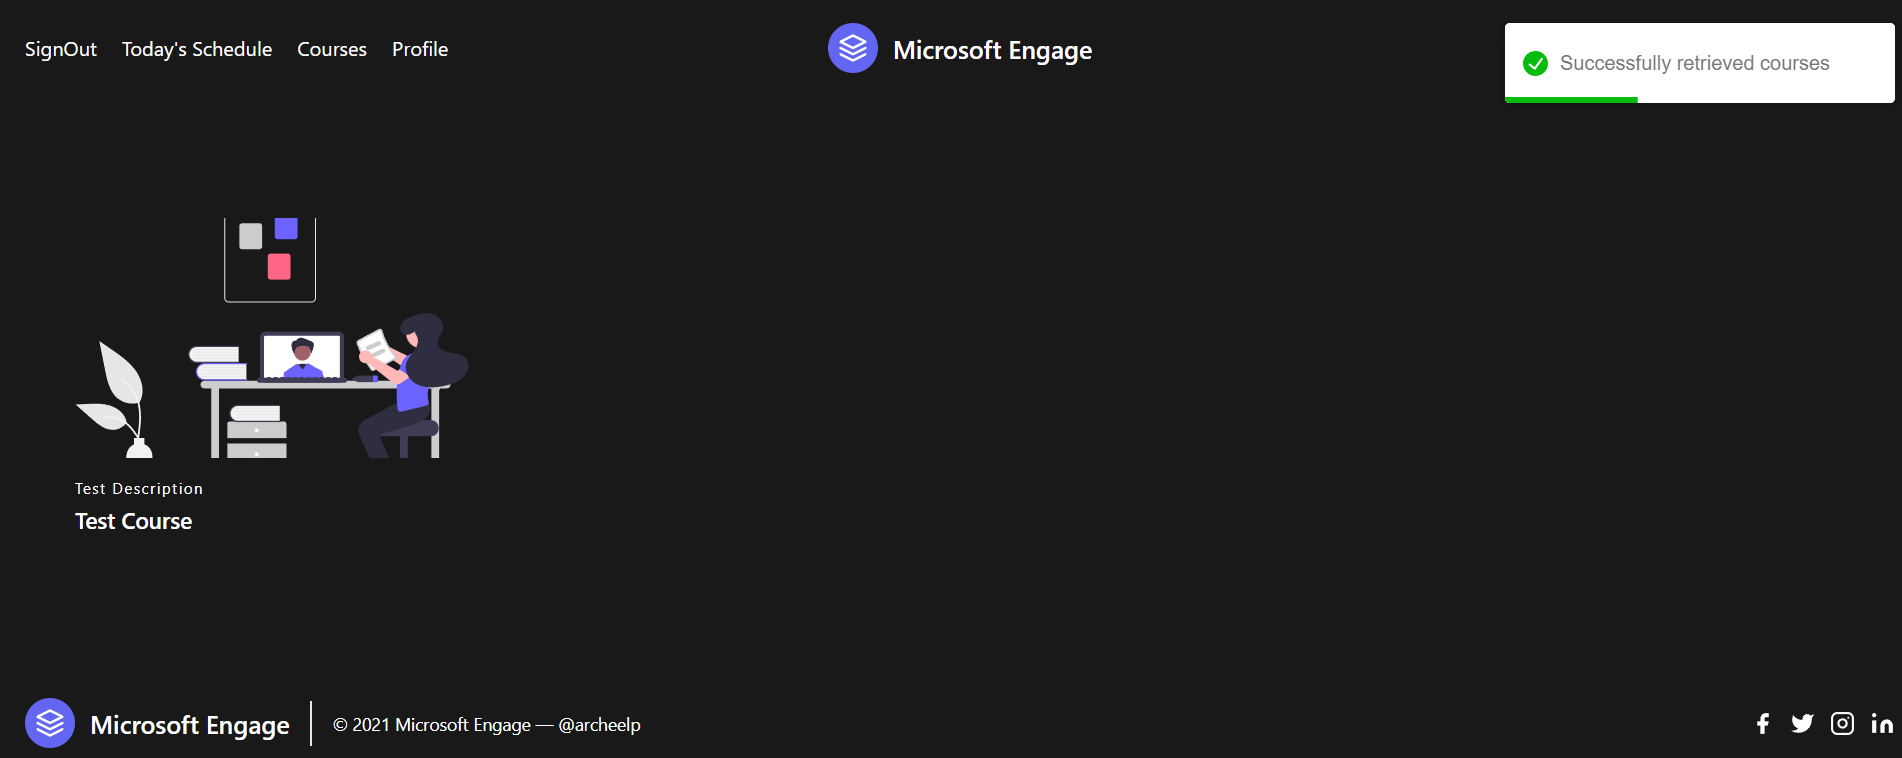 SignOut Today's Schedule Courses Profile
Microsoft Engage
Successfully retrieved courses
Test Description
Test Course
Microsoft Engage
© 2021 Microsoft Engage — @archeelp